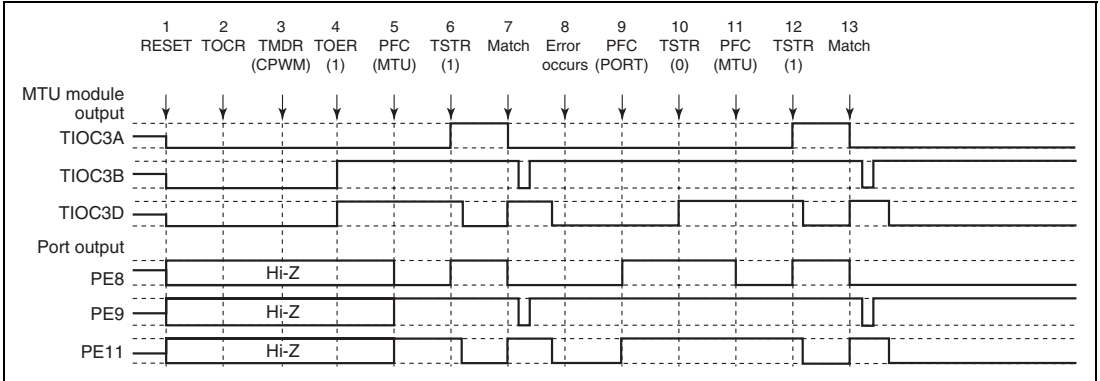 1 2 3 4 5 6 7 8 9 10 11 12 13
RESET TOCR TMDR TOER PFC TSTR Match Error PFC TSTR PFC TSTR Match
(CPWM) (1) (MTU) (1) occurs (PORT) (0) (MTU) (1)
MTU module
output
TIOC3A
TIOC3B
TIOC3D
Port output
PE8 Hi-Z
PE9 Hi-Z
PE11 Hi-Z